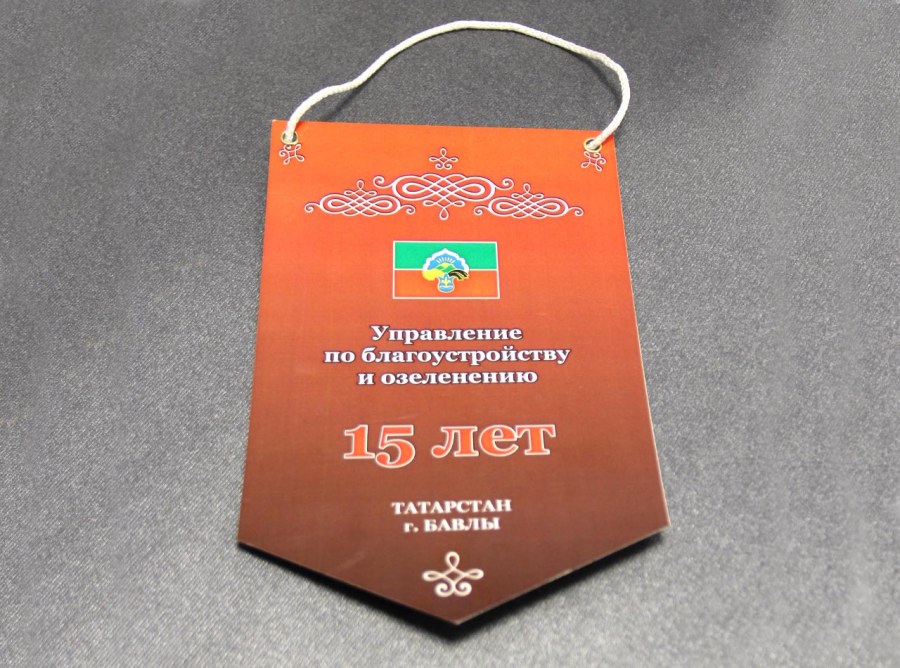 Управление
по благоустройству
и озеленению
15 лет
ТАТАРСТАН
г. БАВЛЫ